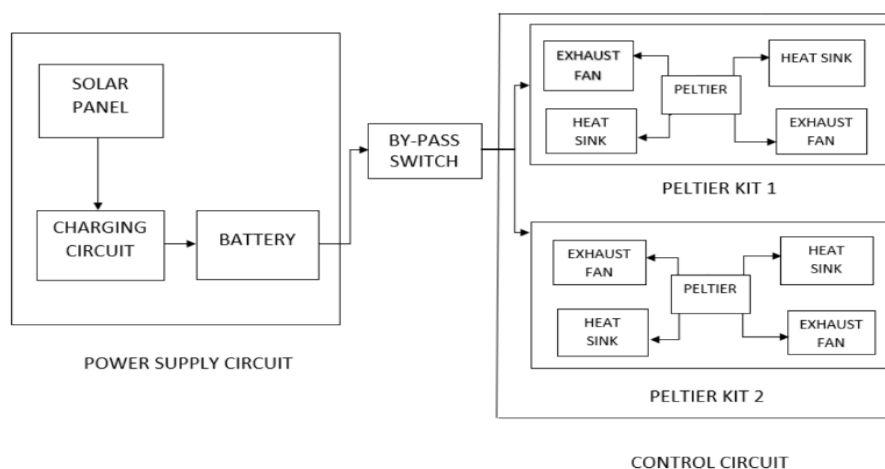 SOLAR
PANEL
CHARGING
CIRCUIT
BATTERY
POWER SUPPLY CIRCUIT
BY-PASS
SWITCH
EXHAUST
FAN
HEAT SINK
PELTIER
HEAT
SINK
EXHAUST
FAN
PELTIER KIT 1
EXHAUST
FAN
HEAT
SINK
PELTIER
HEAT
SINK
EXHAUST
FAN
PELTIER KIT 2
CONTROL CIRCUIT